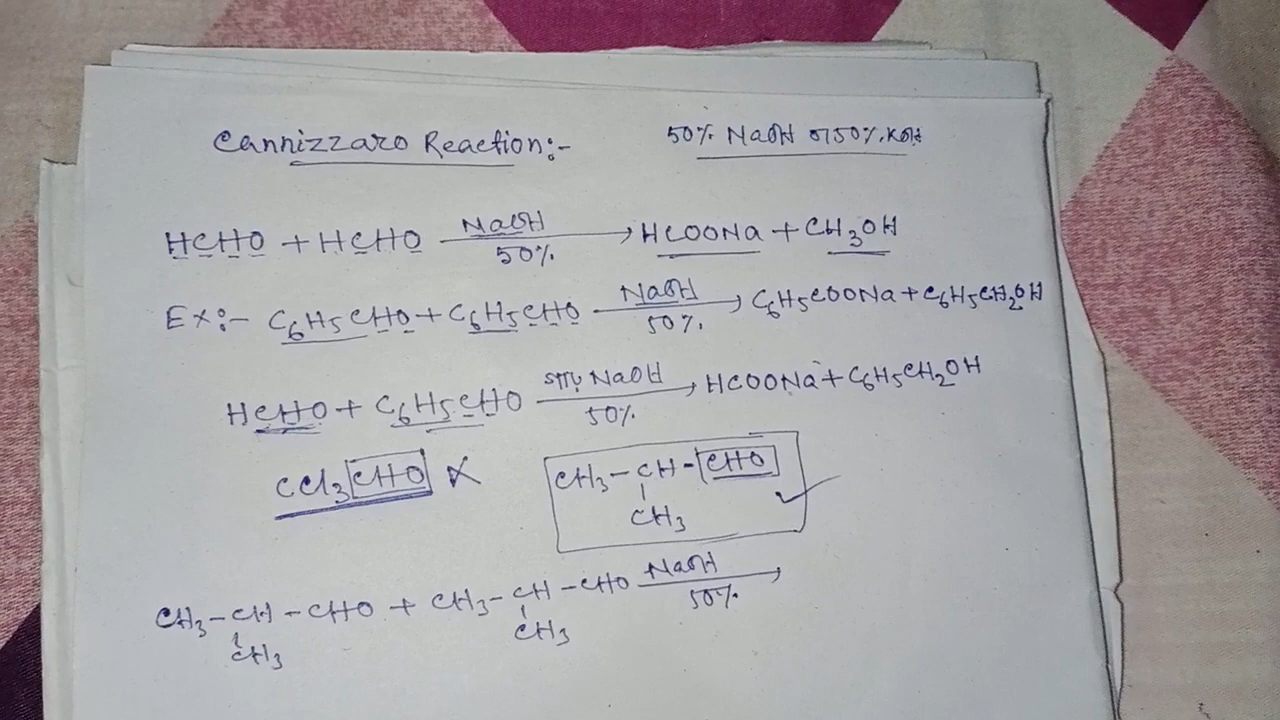 Cannizzaro Reaction:-
50% NaOH or 50% KOH
HCHO + HCHO NaOH 50% → HCOONa + CH3OH
Ex:- C6H5CHO + C6H5CHO NaOH 50% → C6H5COONa + C6H5CH2OH
HCHO + C6H5CHO NaOH 50% → HCOONa + C6H5CH2OH
CCl3 CHO X
CH3-CH-CHO ✓
CH3
CH3-CH-CHO + CH3-CH-CHO NaOH 50% →
CH3 CH3